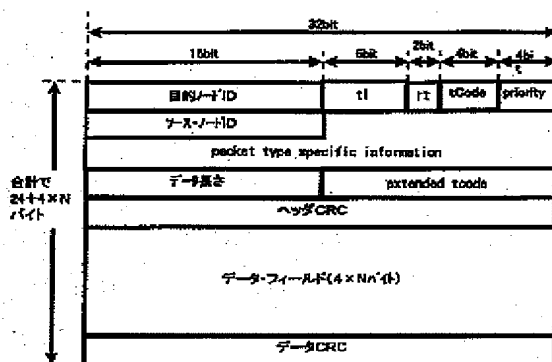 32bit
16bit 6bit 2bit 4bit 4bit
目的ノードID tl rt tCode priority
ソース・ノードID
packet type specific information
データ長さ extended tcode
ヘッダCRC
合計で
24+4×N
バイト
データ・フィールド(4×Nバイト)
データCRC